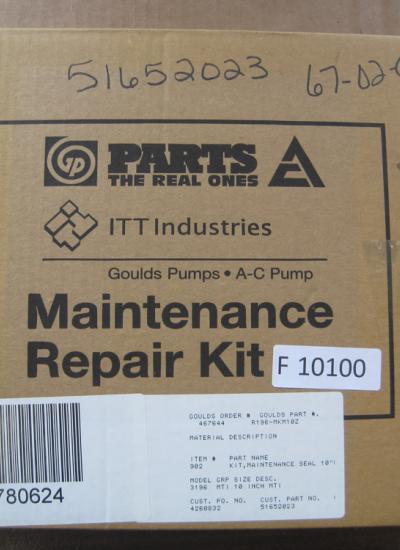 51652023 67-02-
GP PARTS
THE REAL ONES
ITT Industries
Goulds Pumps • A-C Pump
Maintenance
Repair Kit
F 10100
GOULDS ORDER # GOULDS PART #.
467644 R196-MKM10Z
MATERIAL DESCRIPTION
ITEM # PART NAME
902 KIT,MAINTENANCE SEAL 10"
MODEL GRP SIZE DESC.
3196 MTI 10 INCH MTI
CUST. PO. NO. CUST. PART NO.
4268832 51652023
780624